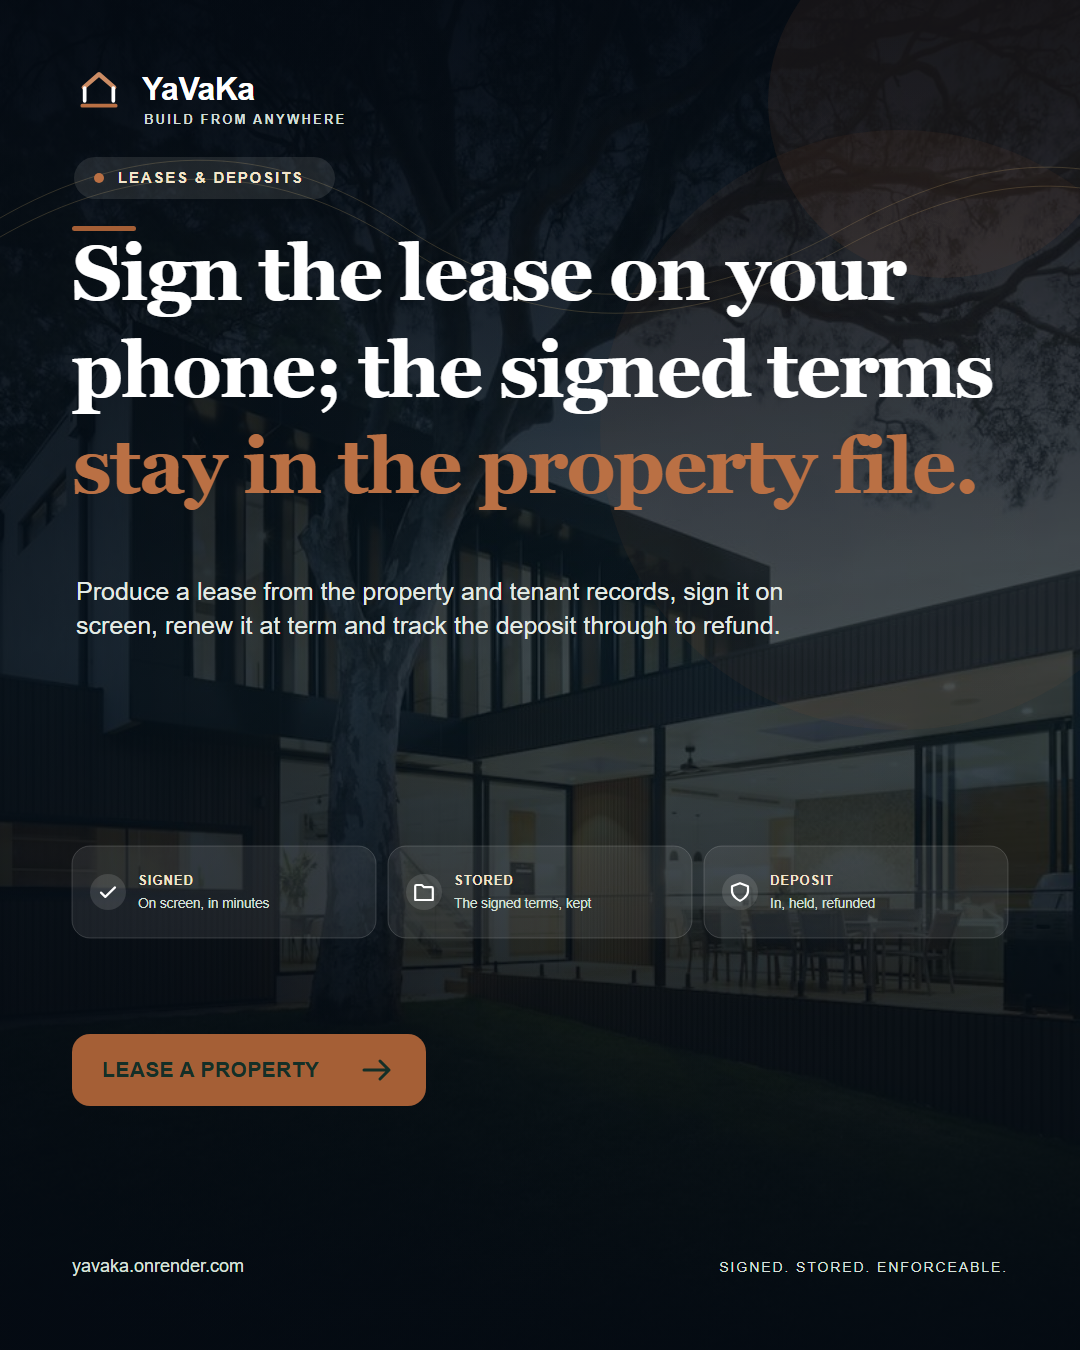 YaVaKa
BUILD FROM ANYWHERE
LEASES & DEPOSITS
Sign the lease on your
phone; the signed terms
stay in the property file.
Produce a lease from the property and tenant records, sign it on
screen, renew it at term and track the deposit through to refund.
SIGNED
On screen, in minutes
STORED
The signed terms, kept
DEPOSIT
In, held, refunded
LEASE A PROPERTY
yavaka.onrender.com
SIGNED. STORED. ENFORCEABLE.